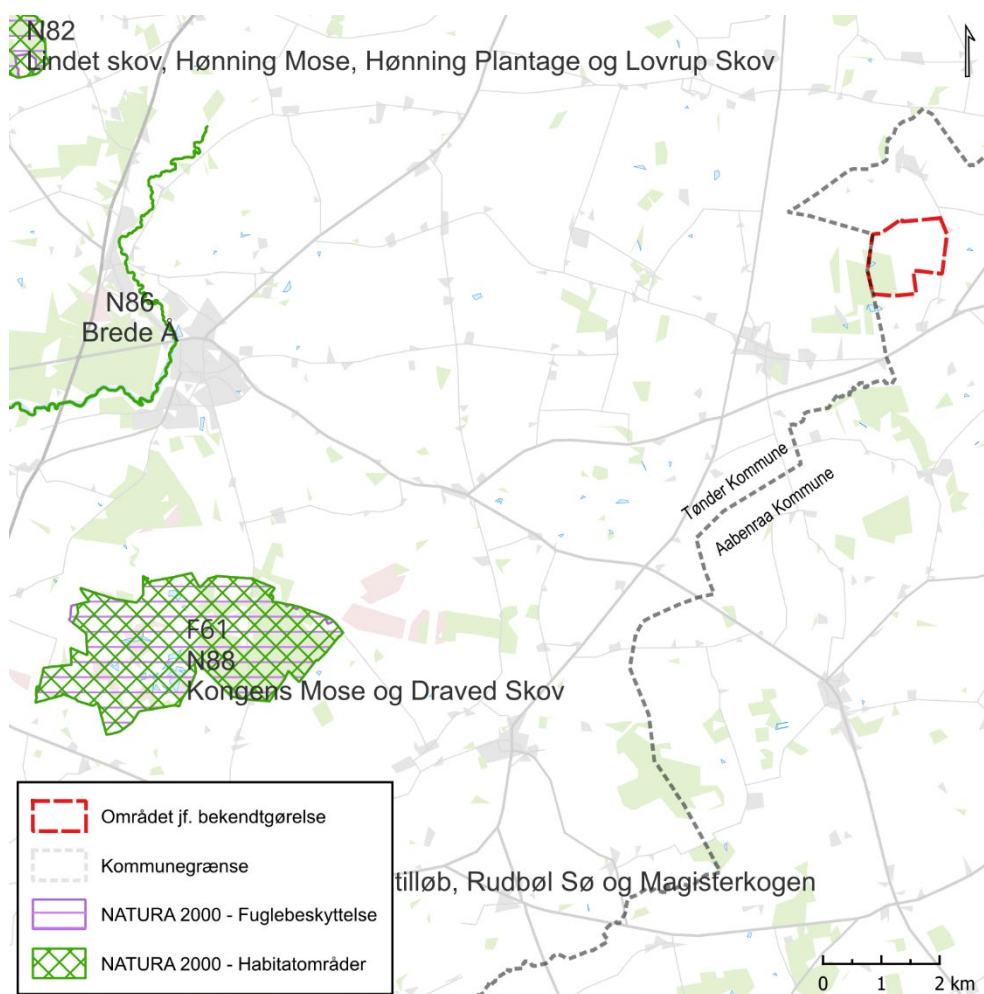 N82
Lindet skov, Hønning Mose, Hønning Plantage og Lovrup Skov
N86
Brede Å
Tønder Kommune
Aabenraa Kommune
F61
N88
Kongens Mose og Draved Skov
tilløb, Rudbøl Sø og Magisterkogen
Området jf. bekendtgørelse
Kommunegrænse
NATURA 2000 - Fuglebeskyttelse
NATURA 2000 - Habitatområder
0 1 2 km